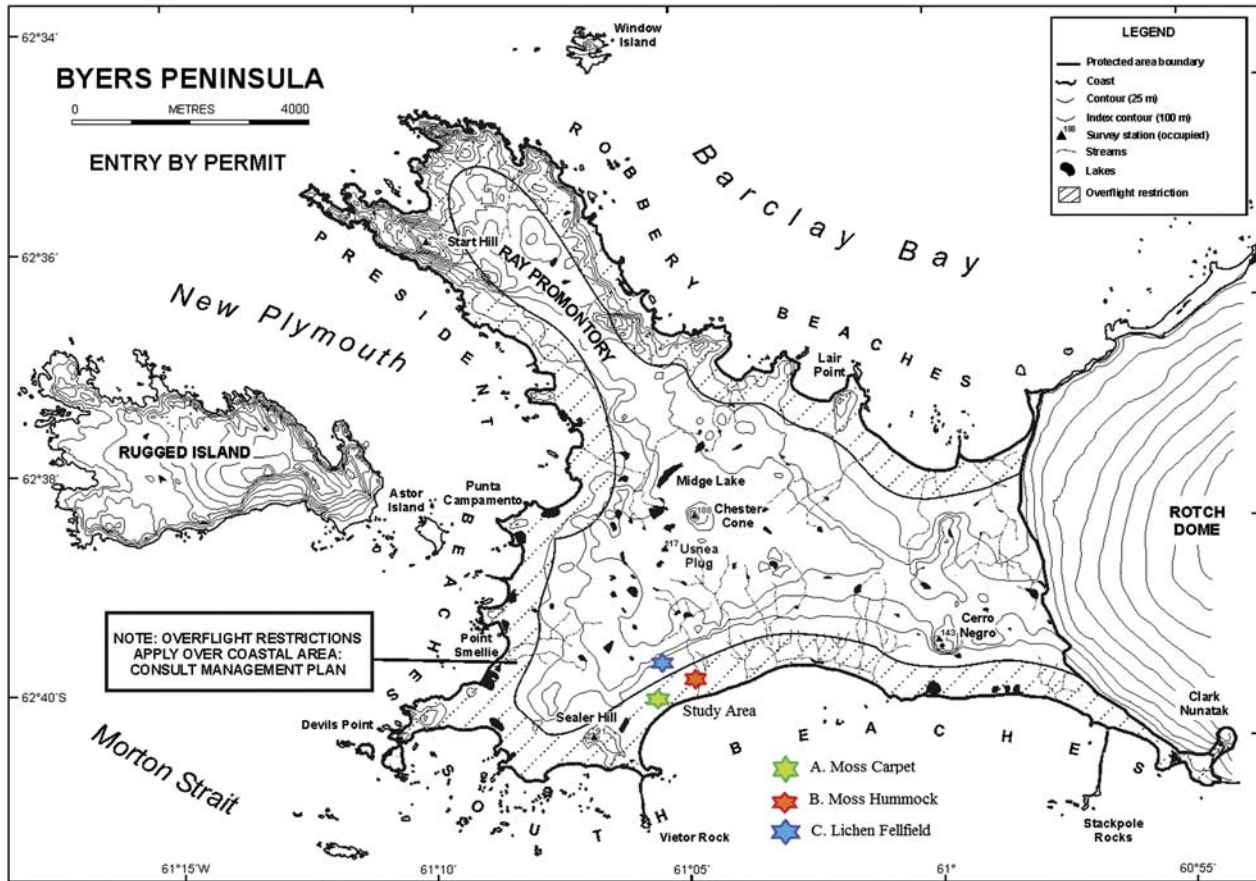 BYERS PENINSULA
0 METRES 4000
ENTRY BY PERMIT
62°34'
62°36'
62°38'
62°40'S
61°15'W
61°10'
61°05'
61°
60°55'
Window
Island
LEGEND
Protected area boundary
Coast
Contour (25 m)
Index contour (100 m)
188
Survey station (occupied)
Streams
Lakes
Overflight restriction
ROBBERY BEACHES
Barclay Bay
Start Hill
RAY PROMONTORY
PRESIDENT BEACHES
New Plymouth
Lair
Point
RUGGED ISLAND
Astor
Island
Punta
Campamento
Midge Lake
188
Chester
Cone
117 Usnea
Plug
ROTCH
DOME
143
Cerro
Negro
NOTE: OVERFLIGHT RESTRICTIONS
APPLY OVER COASTAL AREA:
CONSULT MANAGEMENT PLAN
Point
Smellie
Devils Point
Sealer Hill
Study Area
Clark
Nunatak
Morton Strait
SOUTH BEACHES
A. Moss Carpet
B. Moss Hummock
C. Lichen Fellfield
Vietor Rock
Stackpole
Rocks